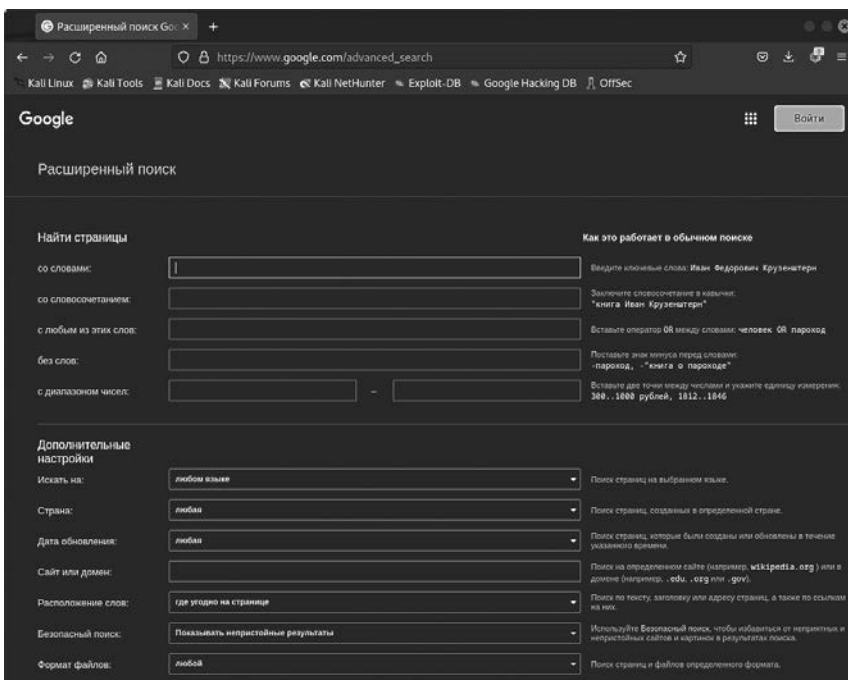 Расширенный поиск Goo
https://www.google.com/advanced_search
Kali Linux Kali Tools Kali Docs Kali Forums Kali NetHunter Exploit-DB Google Hacking DB OffSec
Google
Войти
Расширенный поиск
Найти страницы
Как это работает в обычном поиске
со словами:
Введите ключевые слова: Иван Федорович Крузенштерн
со словосочетанием:
Заключите словосочетание в кавычки:
"книга Иван Крузенштерн"
с любым из этих слов:
Вставьте оператор OR между словами: человек OR пароход
без слов:
Поставьте знак минуса перед словами:
-пароход, -"книга о пароходе"
с диапазоном чисел:
–
Вставьте две точки между числами и укажите единицу измерения:
300..1000 рублей, 1812..1846
Дополнительные
настройки
Искать на:
любом языке
Поиск страниц на выбранном языке.
Страна:
любая
Поиск страниц, созданных в определенной стране.
Дата обновления:
любая
Поиск страниц, которые были созданы или обновлены в течение
указанного времени.
Сайт или домен:
Поиск на определенном сайте (например, wikipedia.org ) или в
домене (например, .edu, .org или .gov).
Расположение слов:
где угодно на странице
Поиск по тексту, заголовку или адресу страниц, а также по ссылкам
на них.
Безопасный поиск:
Показывать непристойные результаты
Используйте Безопасный поиск, чтобы избавиться от неприятных и
непристойных сайтов и картинок в результатах поиска.
Формат файлов:
любой
Поиск страниц и файлов определенного формата.